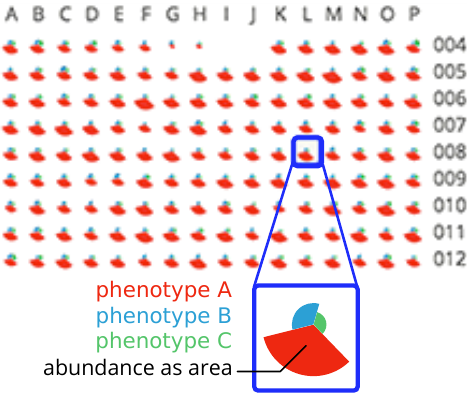 A B C D E F G H I J K L M N O P
004
005
006
007
008
009
010
011
012
phenotype A
phenotype B
phenotype C
abundance as area